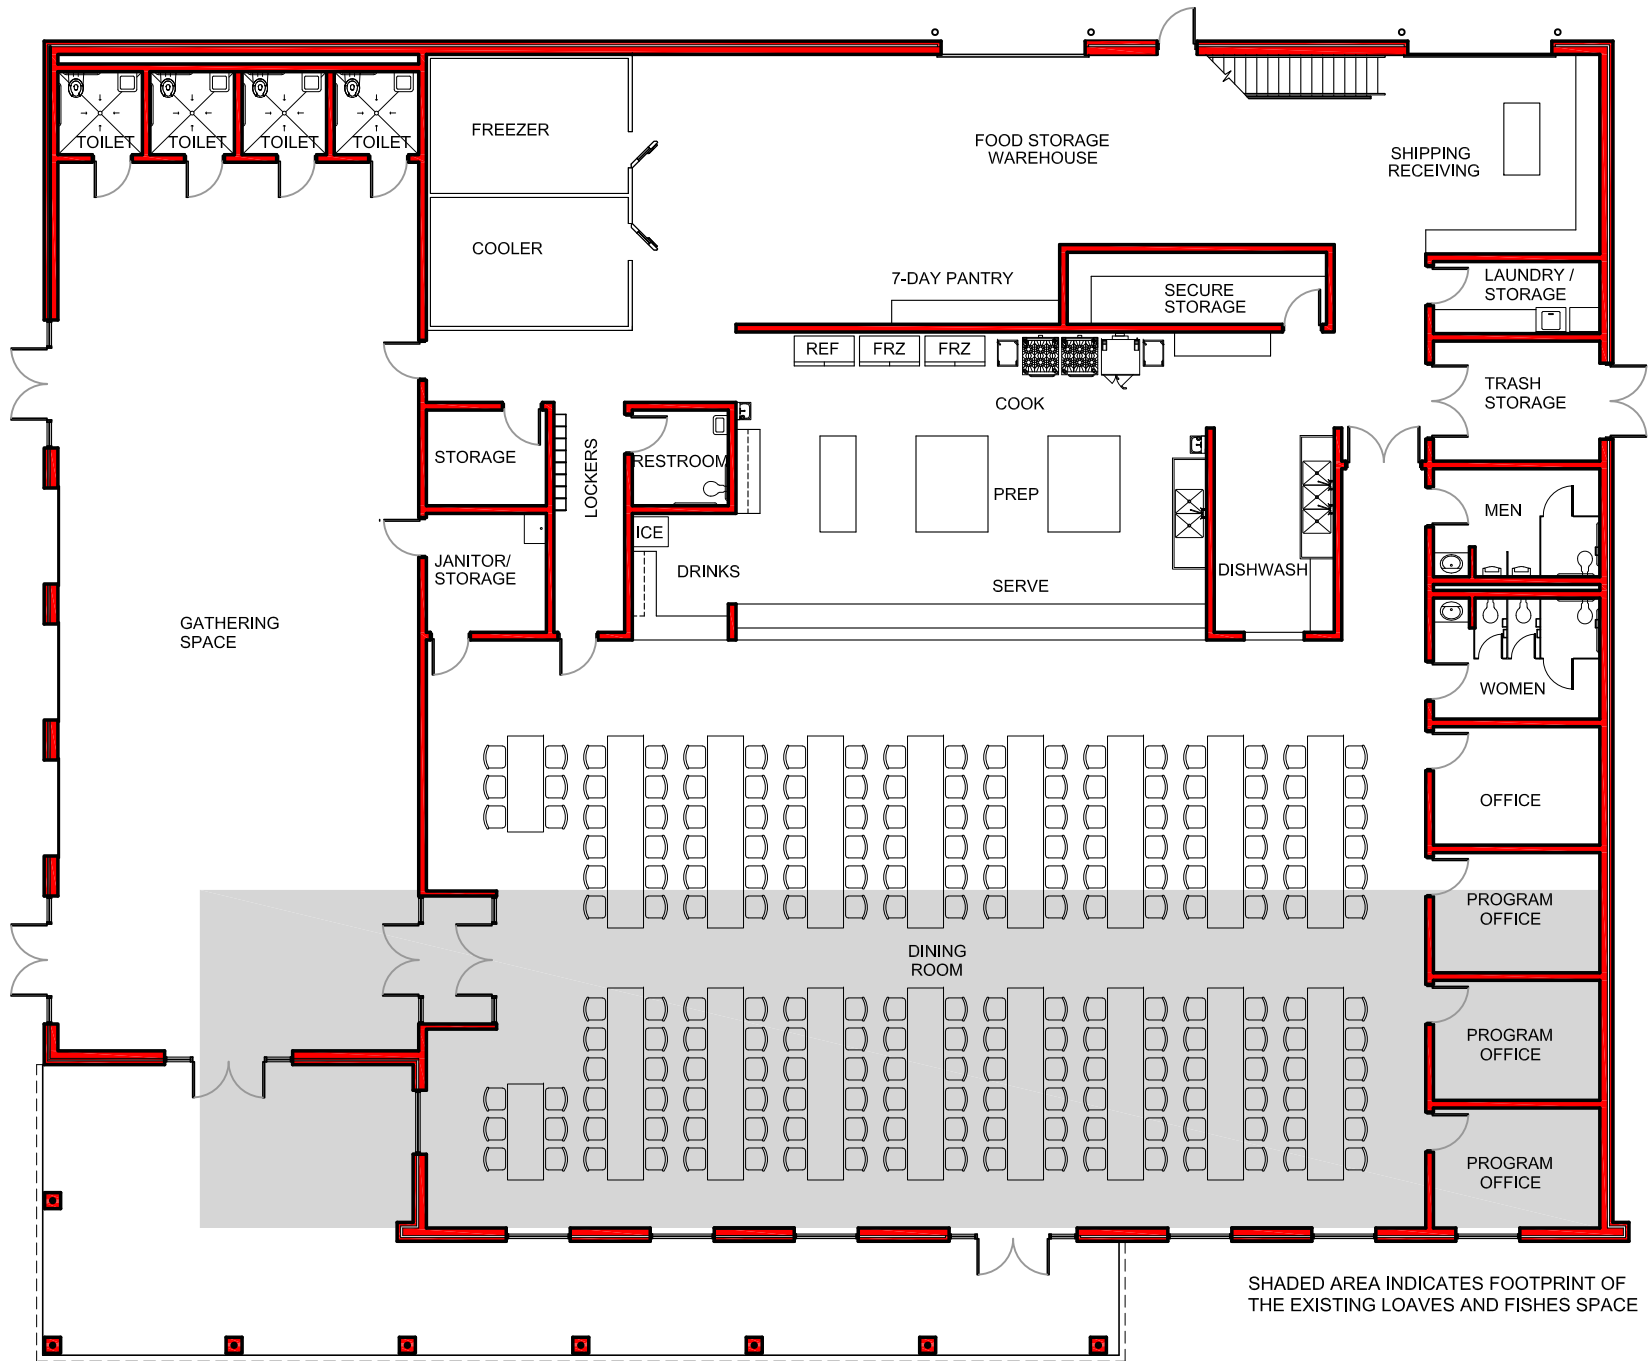 TOILET
TOILET
TOILET
TOILET
FREEZER
FOOD STORAGE
WAREHOUSE
SHIPPING
RECEIVING
COOLER
7-DAY PANTRY
SECURE
STORAGE
LAUNDRY /
STORAGE
REF
FRZ
FRZ
COOK
TRASH
STORAGE
STORAGE
LOCKERS
RESTROOM
PREP
MEN
ICE
JANITOR/
STORAGE
DRINKS
SERVE
DISHWASH
GATHERING
SPACE
WOMEN
OFFICE
PROGRAM
OFFICE
DINING
ROOM
PROGRAM
OFFICE
PROGRAM
OFFICE
SHADED AREA INDICATES FOOTPRINT OF
THE EXISTING LOAVES AND FISHES SPACE